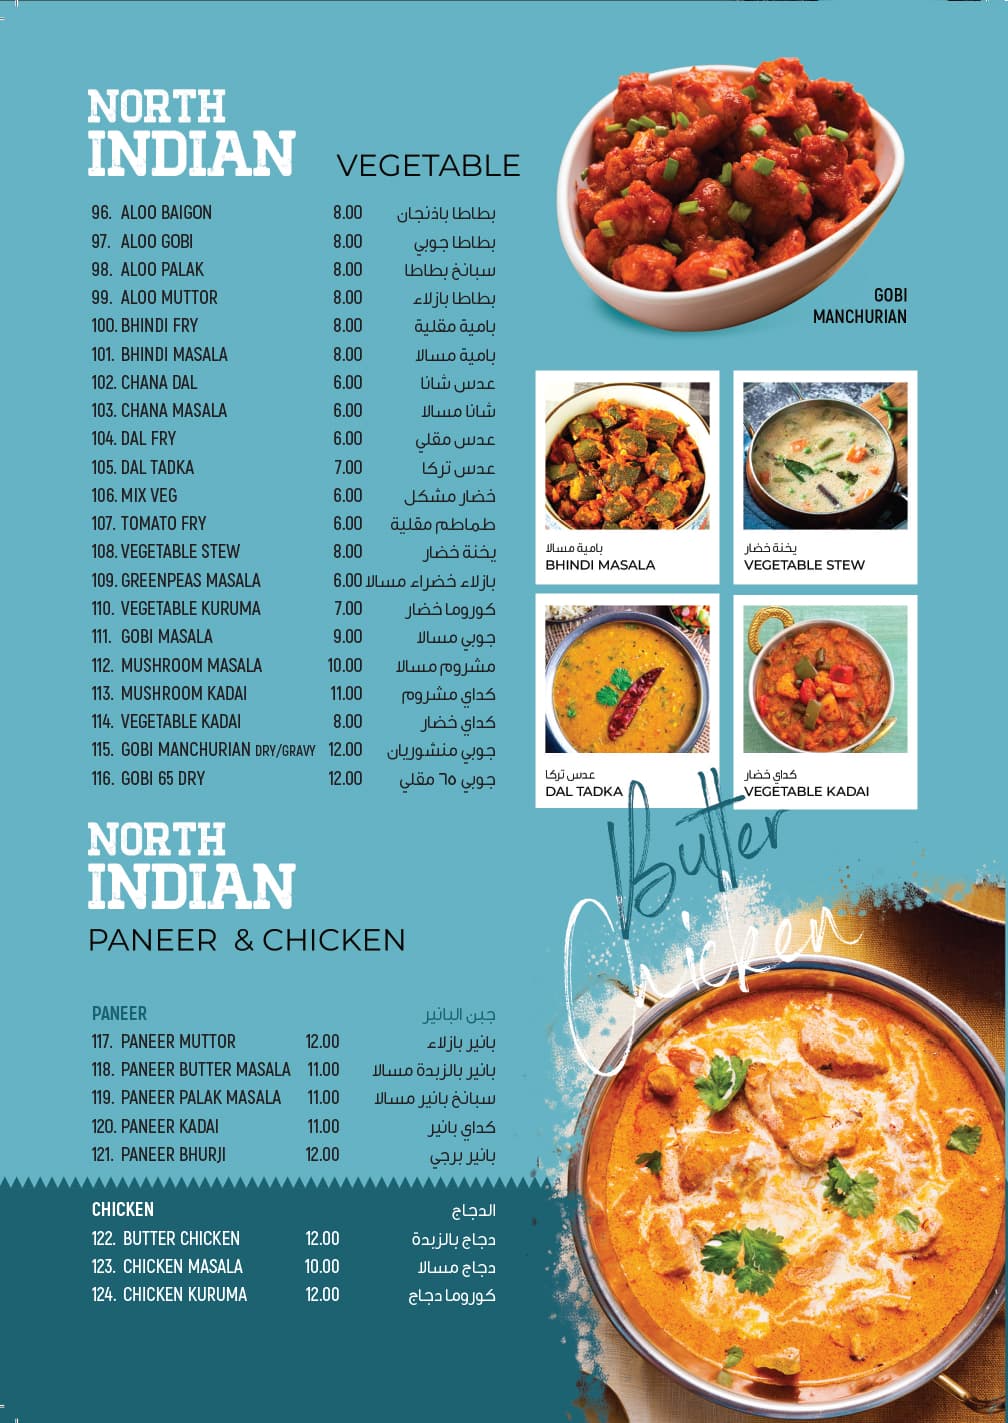 NORTH
INDIAN
VEGETABLE
96. ALOO BAIGON 8.00 بطاطا باذنجان
97. ALOO GOBI 8.00 بطاطا جوبي
98. ALOO PALAK 8.00 سبانخ بطاطا
99. ALOO MUTTOR 8.00 بطاطا بازلاء
100. BHINDI FRY 8.00 بامية مقلية
101. BHINDI MASALA 8.00 بامية مسالا
102. CHANA DAL 6.00 عدس شانا
103. CHANA MASALA 6.00 شانا مسالا
104. DAL FRY 6.00 عدس مقلي
105. DAL TADKA 7.00 عدس تركا
106. MIX VEG 6.00 خضار مشكل
107. TOMATO FRY 6.00 طماطم مقلية
108. VEGETABLE STEW 8.00 يخنة خضار
109. GREENPEAS MASALA 6.00 بازلاء خضراء مسالا
110. VEGETABLE KURUMA 7.00 كوروما خضار
111. GOBI MASALA 9.00 جوبي مسالا
112. MUSHROOM MASALA 10.00 مشروم مسالا
113. MUSHROOM KADAI 11.00 كداي مشروم
114. VEGETABLE KADAI 8.00 كداي خضار
115. GOBI MANCHURIAN DRY/GRAVY 12.00 جوبي منشوريان
116. GOBI 65 DRY 12.00 جوبي ٦٥ مقلي
GOBI
MANCHURIAN
بامية مسالا
BHINDI MASALA
يخنة خضار
VEGETABLE STEW
عدس تركا
DAL TADKA
كداي خضار
VEGETABLE KADAI
NORTH
INDIAN
PANEER & CHICKEN
Butter
Chicken
PANEER جبن البانير
117. PANEER MUTTOR 12.00 بانير بازلاء
118. PANEER BUTTER MASALA 11.00 بانير بالزبدة مسالا
119. PANEER PALAK MASALA 11.00 سبانخ بانير مسالا
120. PANEER KADAI 11.00 كداي بانير
121. PANEER BHURJI 12.00 بانير برجي
CHICKEN الدجاج
122. BUTTER CHICKEN 12.00 دجاج بالزبدة
123. CHICKEN MASALA 10.00 دجاج مسالا
124. CHICKEN KURUMA 12.00 كوروما دجاج